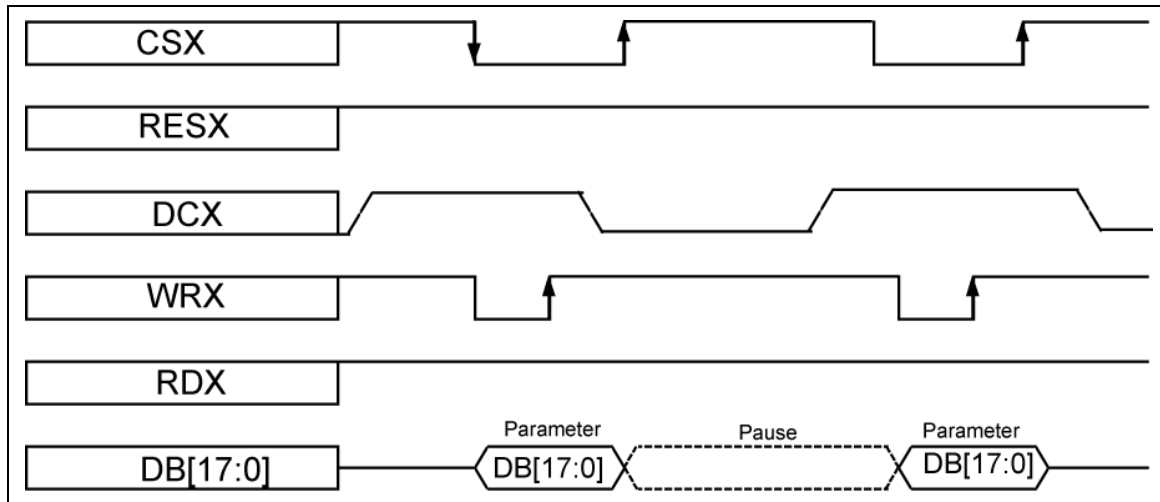 CSX
RESX
DCX
WRX
RDX
Parameter
Pause
Parameter
DB[17:0]
DB[17:0]
DB[17:0]